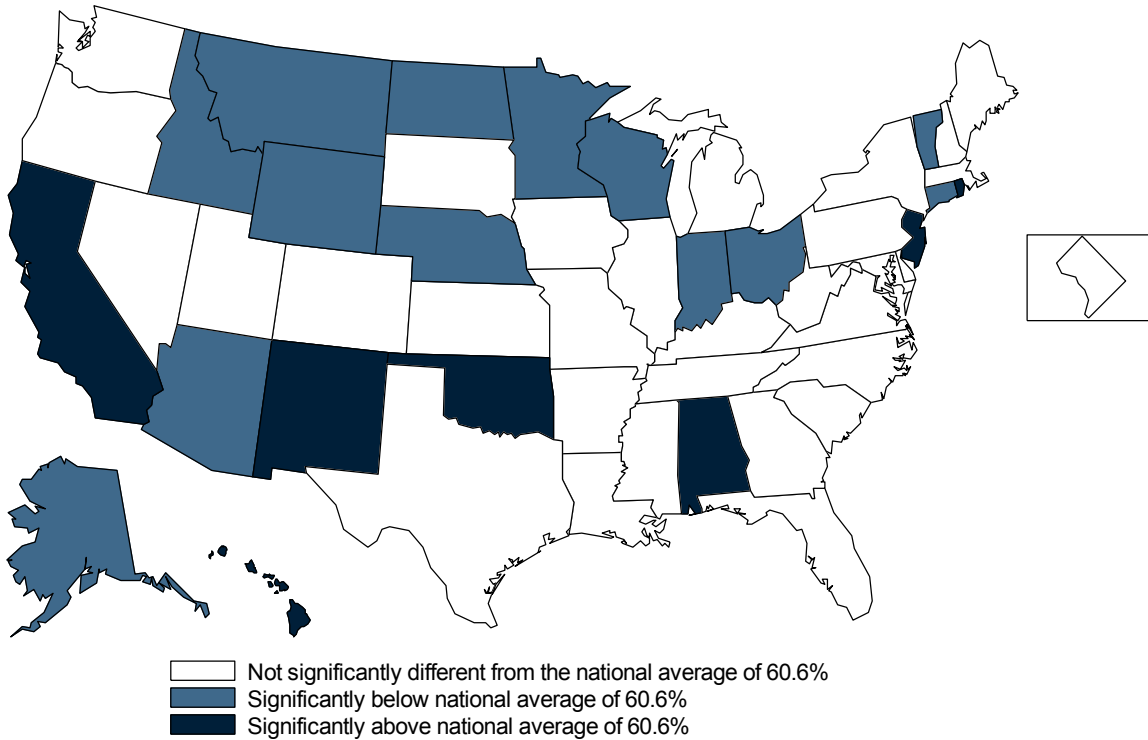 Not significantly different from the national average of 60.6%
Significantly below national average of 60.6%
Significantly above national average of 60.6%